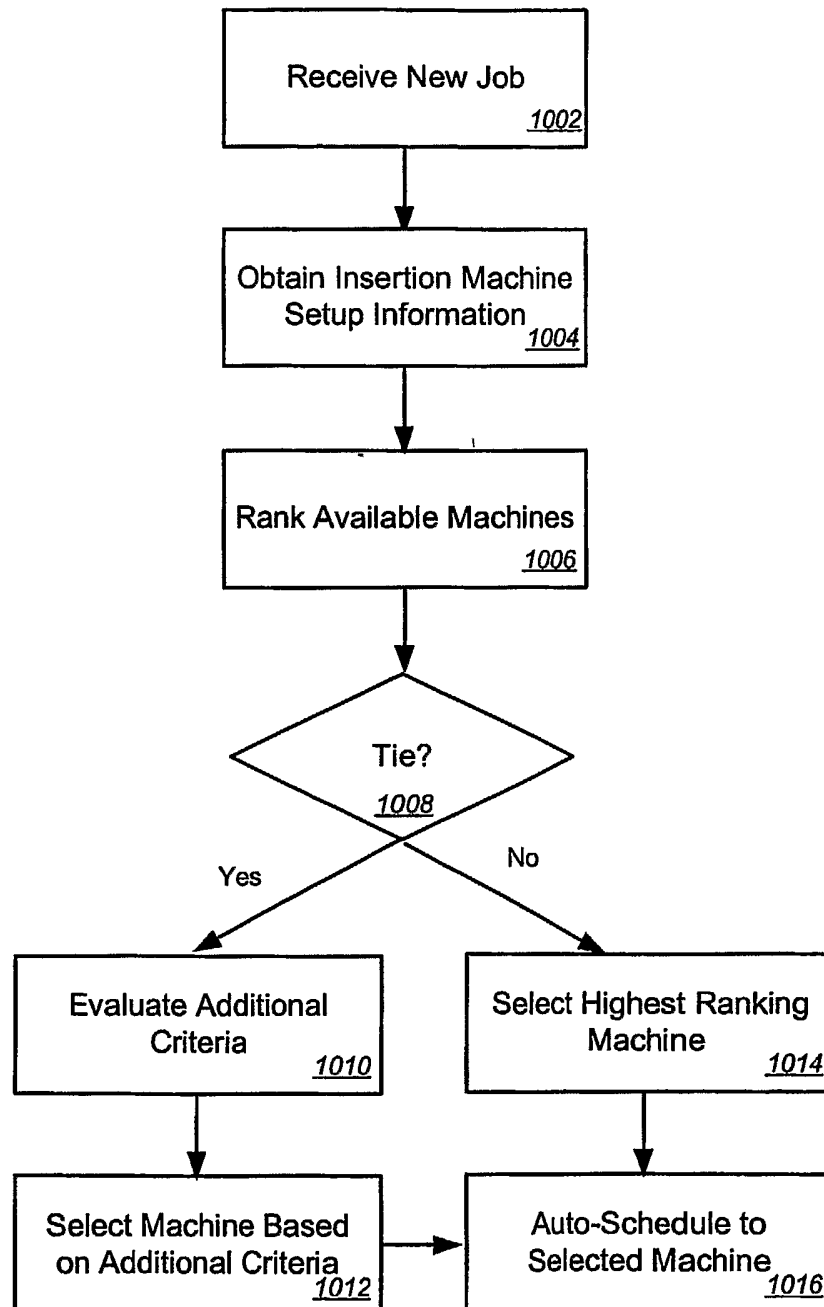 Receive New Job
1002
Obtain Insertion Machine
Setup Information
1004
Rank Available Machines
1006
Tie?
1008
Yes
No
Evaluate Additional
Criteria
1010
Select Highest Ranking
Machine
1014
Select Machine Based
on Additional Criteria
1012
Auto-Schedule to
Selected Machine
1016